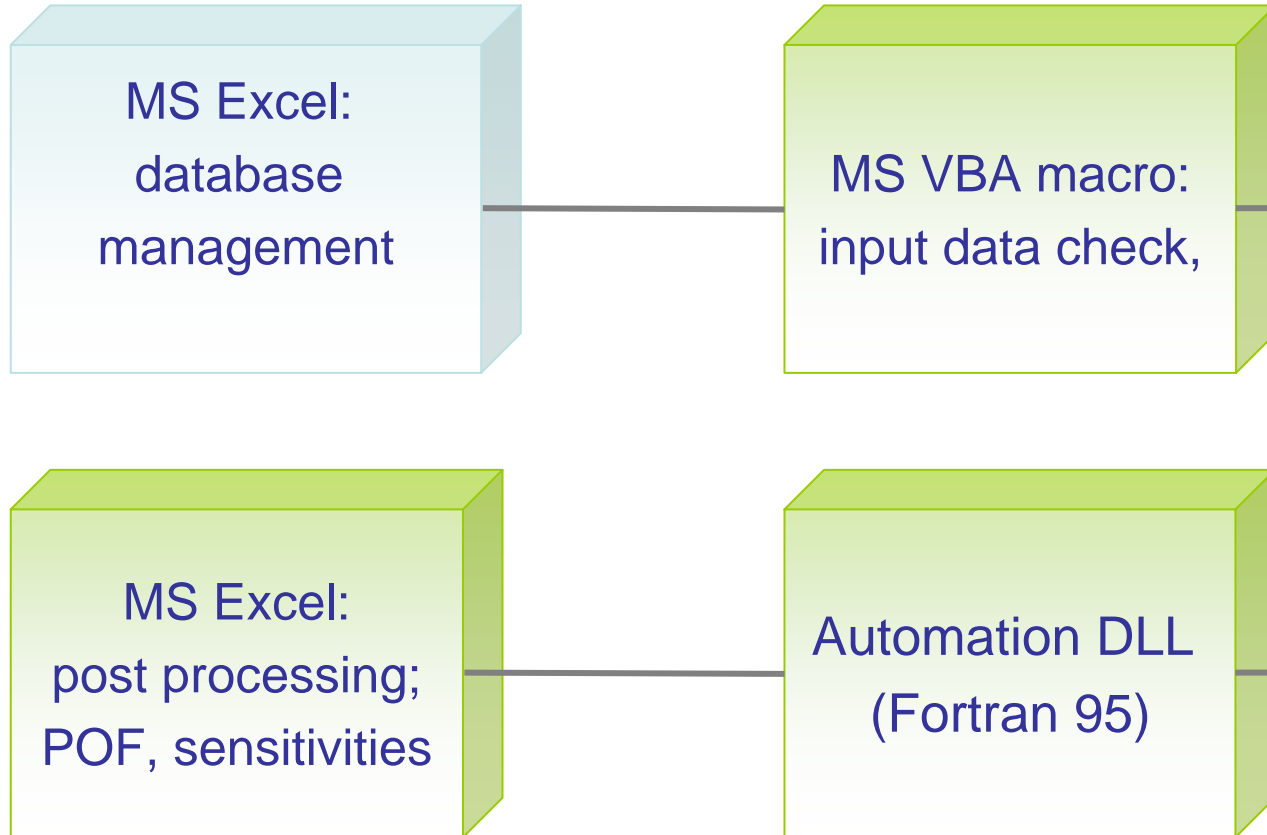 MS Excel:
database
management
MS VBA macro:
input data check,
MS Excel:
post processing;
POF, sensitivities
Automation DLL
(Fortran 95)